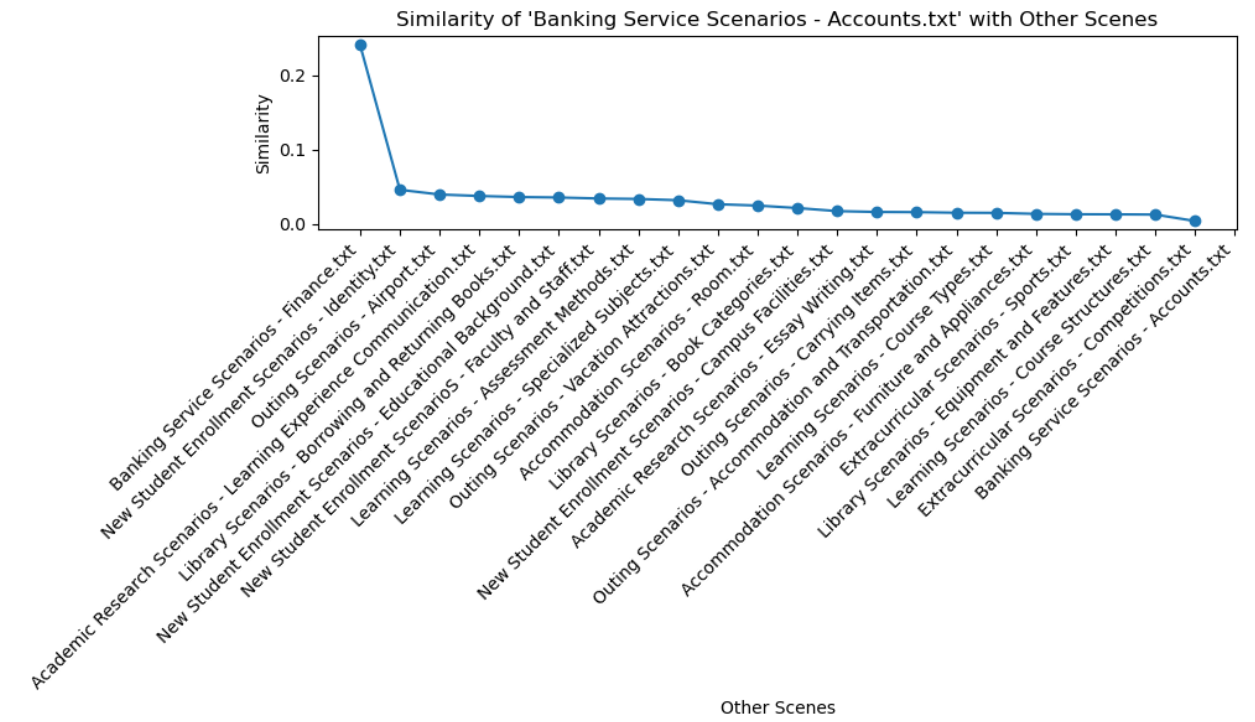 Similarity of 'Banking Service Scenarios - Accounts.txt' with Other Scenes
Similarity
0.2
0.1
0.0
Banking Service Scenarios - Finance.txt
New Student Enrollment Scenarios - Identity.txt
Outing Scenarios - Airport.txt
Academic Research Scenarios - Learning Experience Communication.txt
Library Scenarios - Borrowing and Returning Books.txt
New Student Enrollment Scenarios - Educational Background.txt
New Student Enrollment Scenarios - Faculty and Staff.txt
Learning Scenarios - Assessment Methods.txt
Learning Scenarios - Specialized Subjects.txt
Outing Scenarios - Vacation Attractions.txt
Accommodation Scenarios - Room.txt
Library Scenarios - Book Categories.txt
New Student Enrollment Scenarios - Campus Facilities.txt
Academic Research Scenarios - Essay Writing.txt
Outing Scenarios - Carrying Items.txt
Outing Scenarios - Accommodation and Transportation.txt
Learning Scenarios - Course Types.txt
Accommodation Scenarios - Furniture and Appliances.txt
Extracurricular Scenarios - Sports.txt
Library Scenarios - Equipment and Features.txt
Learning Scenarios - Course Structures.txt
Extracurricular Scenarios - Competitions.txt
Banking Service Scenarios - Accounts.txt
Other Scenes